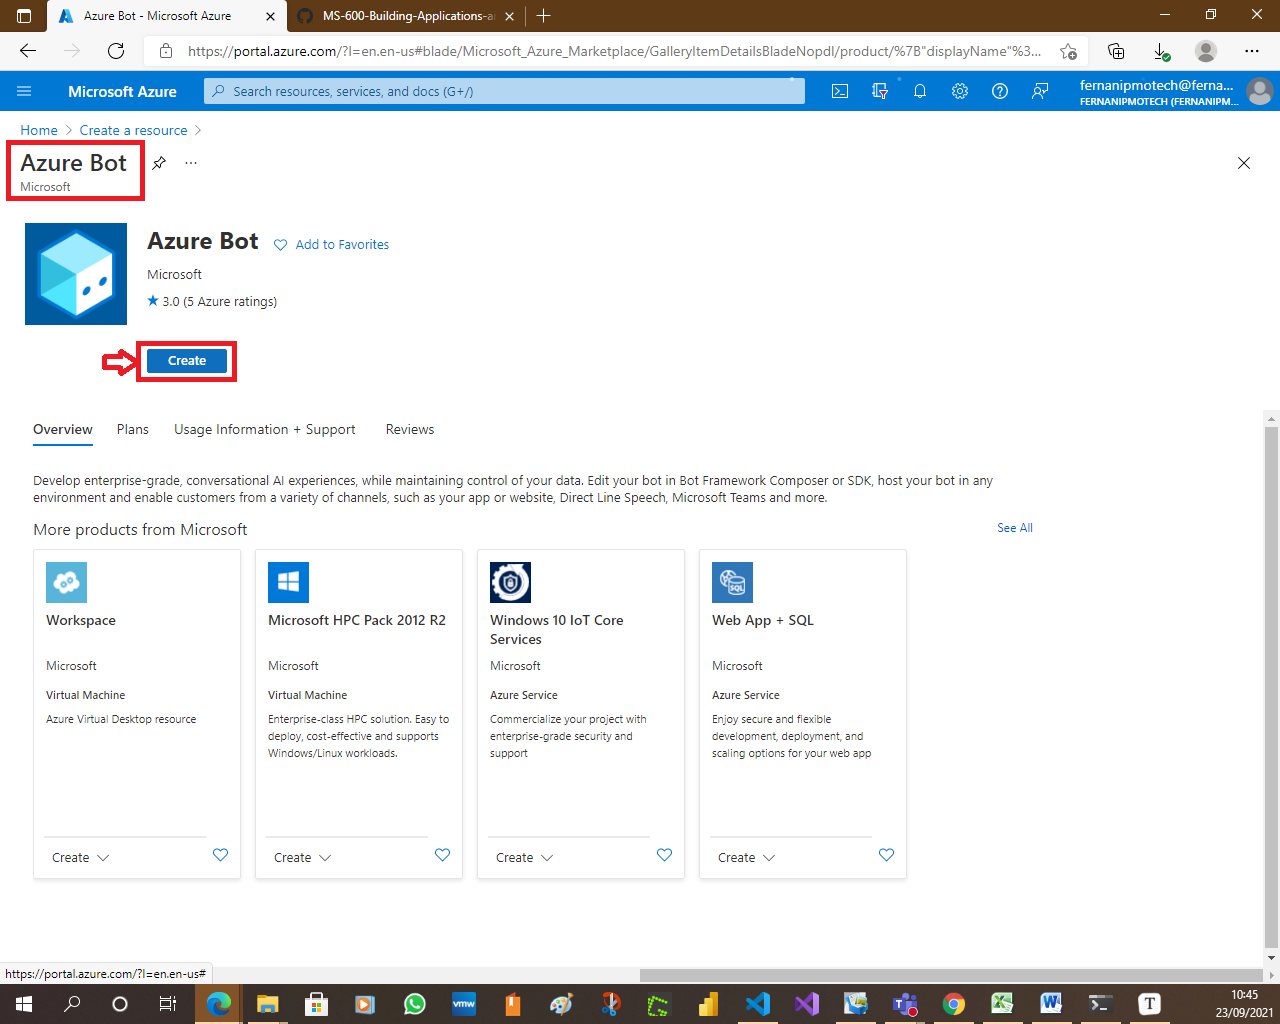 Azure Bot - Microsoft Azure
MS-600-Building-Applications-a
https://portal.azure.com/?l=en.en-us#blade/Microsoft_Azure_Marketplace/GalleryItemDetailsBladeNopdl/product/%7B"displayName"%3...
Microsoft Azure
Search resources, services, and docs (G+/)
fernanipmotech@ferna...
FERNANIPMOTECH (FERNANIPM...
Home > Create a resource >
Azure Bot
Microsoft
Azure Bot
Add to Favorites
Microsoft
★ 3.0 (5 Azure ratings)
Create
Overview
Plans
Usage Information + Support
Reviews
Develop enterprise-grade, conversational AI experiences, while maintaining control of your data. Edit your bot in Bot Framework Composer or SDK, host your bot in any
environment and enable customers from a variety of channels, such as your app or website, Direct Line Speech, Microsoft Teams and more.
More products from Microsoft
See All
Workspace
Microsoft
Virtual Machine
Azure Virtual Desktop resource
Create
Microsoft HPC Pack 2012 R2
Microsoft
Virtual Machine
Enterprise-class HPC solution. Easy to
deploy, cost-effective and supports
Windows/Linux workloads.
Create
Windows 10 IoT Core
Services
Microsoft
Azure Service
Commercialize your project with
enterprise-grade security and
support
Create
Web App + SQL
Microsoft
Azure Service
Enjoy secure and flexible
development, deployment, and
scaling options for your web app
Create
https://portal.azure.com/?l=en.en-us#
vmw
T
10:45
23/09/2021